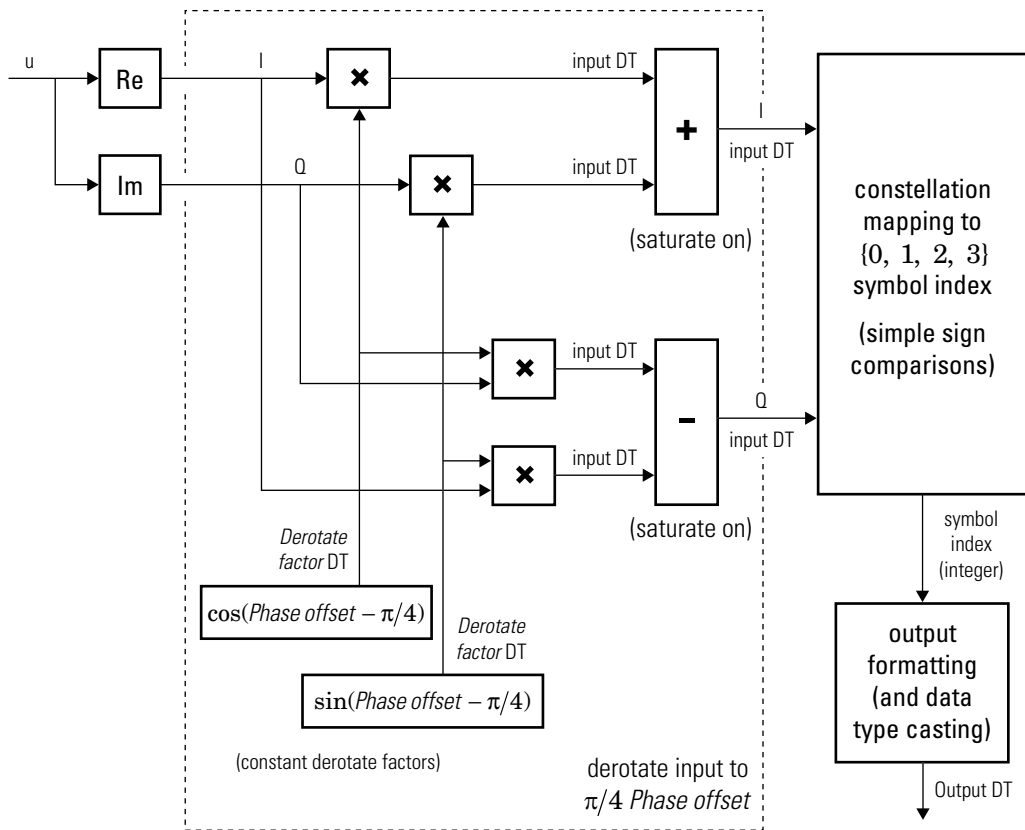 u
Re
I
×
input DT
+
I
input DT
Im
Q
×
input DT
(saturate on)
constellation
mapping to
{0, 1, 2, 3}
symbol index
(simple sign
comparisons)
×
input DT
−
Q
input DT
×
input DT
(saturate on)
Derotate
factor DT
cos(Phase offset − π/4)
Derotate
factor DT
sin(Phase offset − π/4)
(constant derotate factors)
derotate input to
π/4 Phase offset
symbol
index
(integer)
output
formatting
(and data
type casting)
Output DT